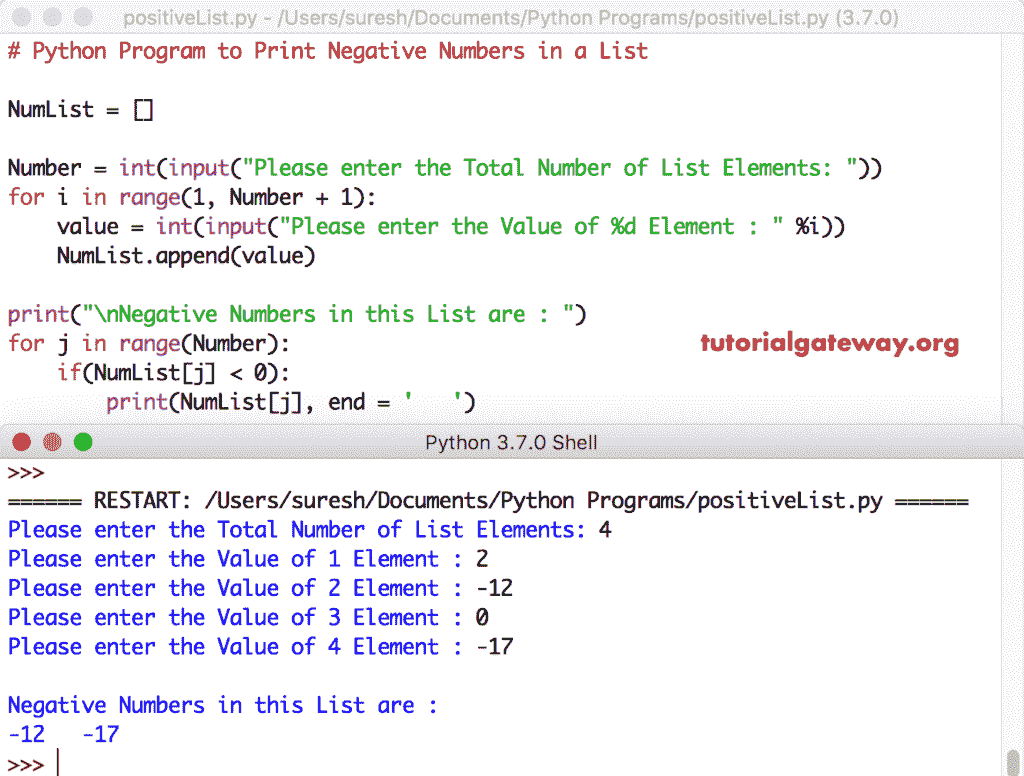 positiveList.py - /Users/suresh/Documents/Python Programs/positiveList.py (3.7.0)
# Python Program to Print Negative Numbers in a List
NumList = []
Number = int(input("Please enter the Total Number of List Elements: "))
for i in range(1, Number + 1):
    value = int(input("Please enter the Value of %d Element : " %i))
    NumList.append(value)
print("\nNegative Numbers in this List are : ")
for j in range(Number):
tutorialgateway.org
    if(NumList[j] < 0):
        print(NumList[j], end = '   ')
Python 3.7.0 Shell
>>>
====== RESTART: /Users/suresh/Documents/Python Programs/positiveList.py ======
Please enter the Total Number of List Elements: 4
Please enter the Value of 1 Element : 2
Please enter the Value of 2 Element : -12
Please enter the Value of 3 Element : 0
Please enter the Value of 4 Element : -17
Negative Numbers in this List are :
-12   -17
>>>